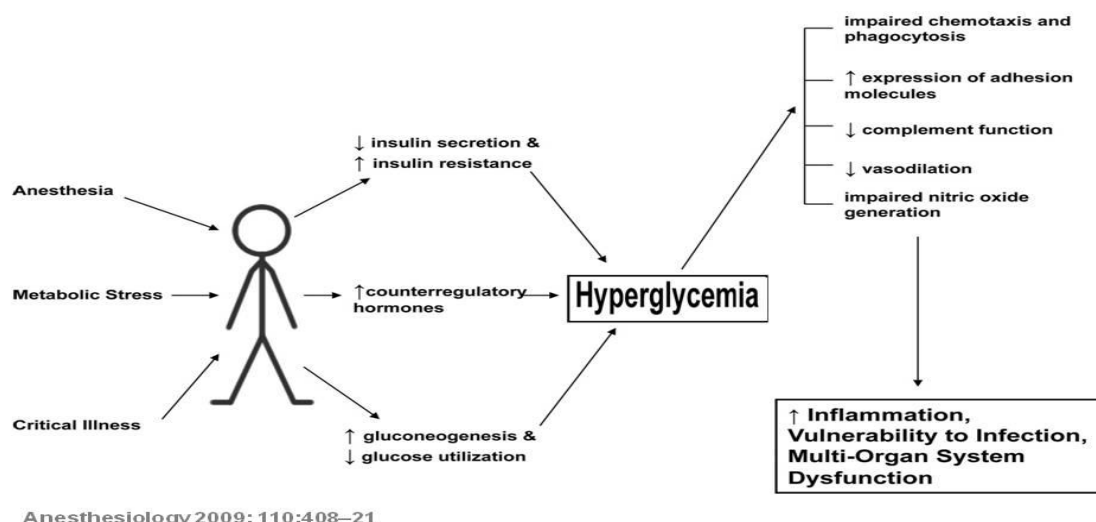 Anesthesia
Metabolic Stress
Critical Illness
↓ insulin secretion &
↑ insulin resistance
↑counterregulatory
hormones
↑ gluconeogenesis &
↓ glucose utilization
Hyperglycemia
impaired chemotaxis and
phagocytosis
↑ expression of adhesion
molecules
↓ complement function
↓ vasodilation
impaired nitric oxide
generation
↑ Inflammation,
Vulnerability to Infection,
Multi-Organ System
Dysfunction
Anesthesiology 2009; 110:408–21